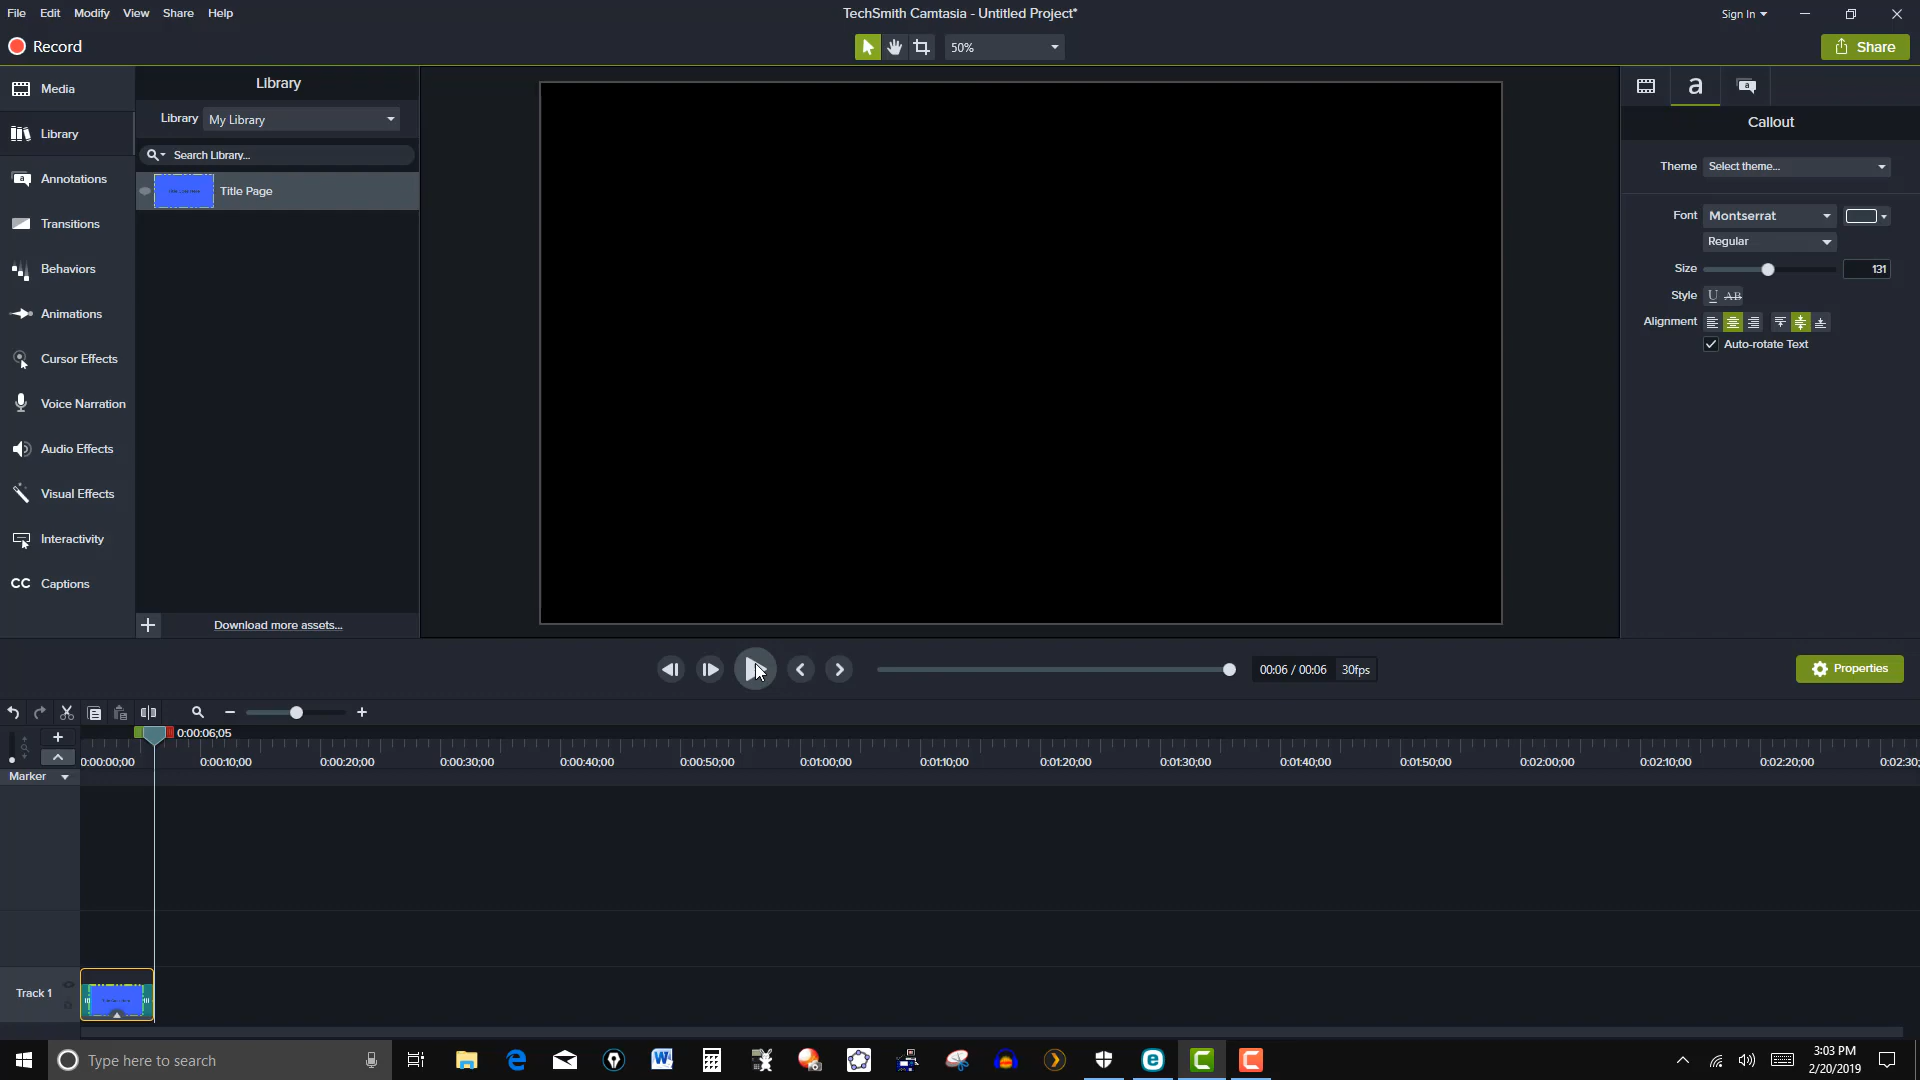 File Edit Modify View Share Help
TechSmith Camtasia - Untitled Project*
Sign In
Record
50%
Share
Media
Library
Annotations
Transitions
Behaviors
Animations
Cursor Effects
Voice Narration
Audio Effects
Visual Effects
Interactivity
CC Captions
Library
Library My Library
Search Library...
Title Page
Download more assets...
a
Callout
Theme Select theme...
Font Montserrat
Regular
Size 131
Style U AB
Alignment
Auto-rotate Text
00:06 / 00:06 30fps
Properties
0:00:06;05
0:00:00;00 0:00:10;00 0:00:20;00 0:00:30;00 0:00:40;00 0:00:50;00 0:01:00;00 0:01:10;00 0:01:20;00 0:01:30;00 0:01:40;00 0:01:50;00 0:02:00;00 0:02:10;00 0:02:20;00 0:02:30;
Marker
Track 1
Type here to search
3:03 PM
2/20/2019